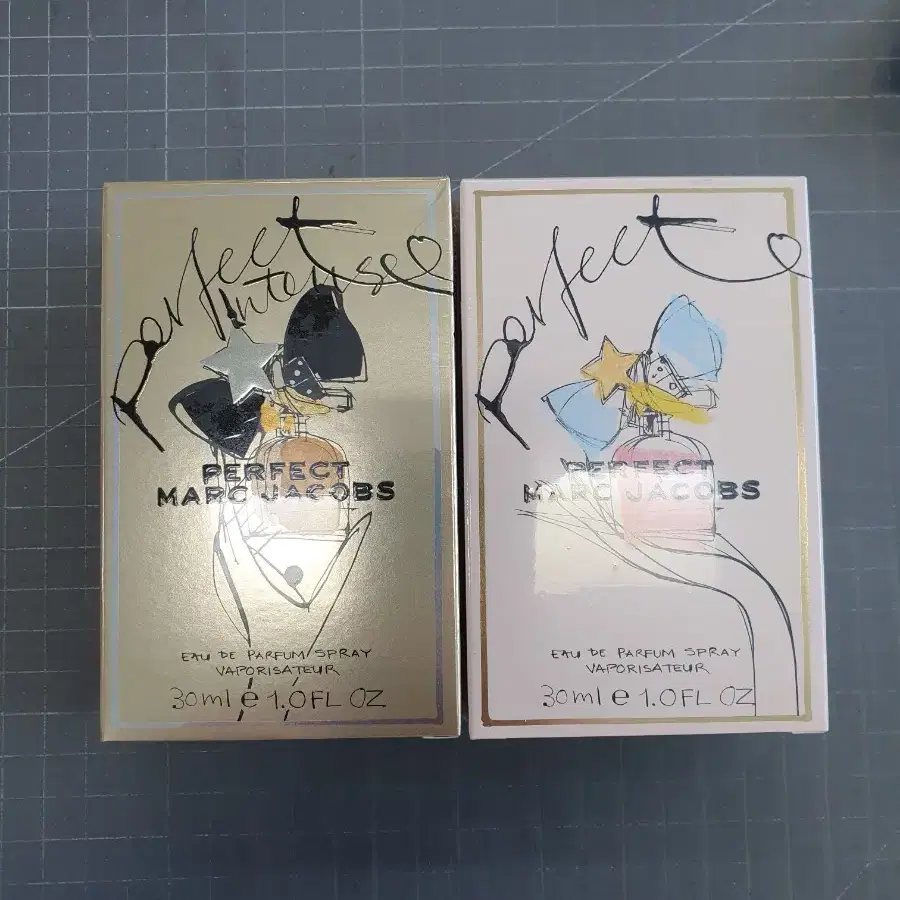 perfect
intense
PERFECT
MARC JACOBS
EAU DE PARFUM SPRAY
VAPORISATEUR
30ml e 1.0FL OZ
perfect
PERFECT
MARC JACOBS
EAU DE PARFUM SPRAY
VAPORISATEUR
30ml e 1.0FL OZ